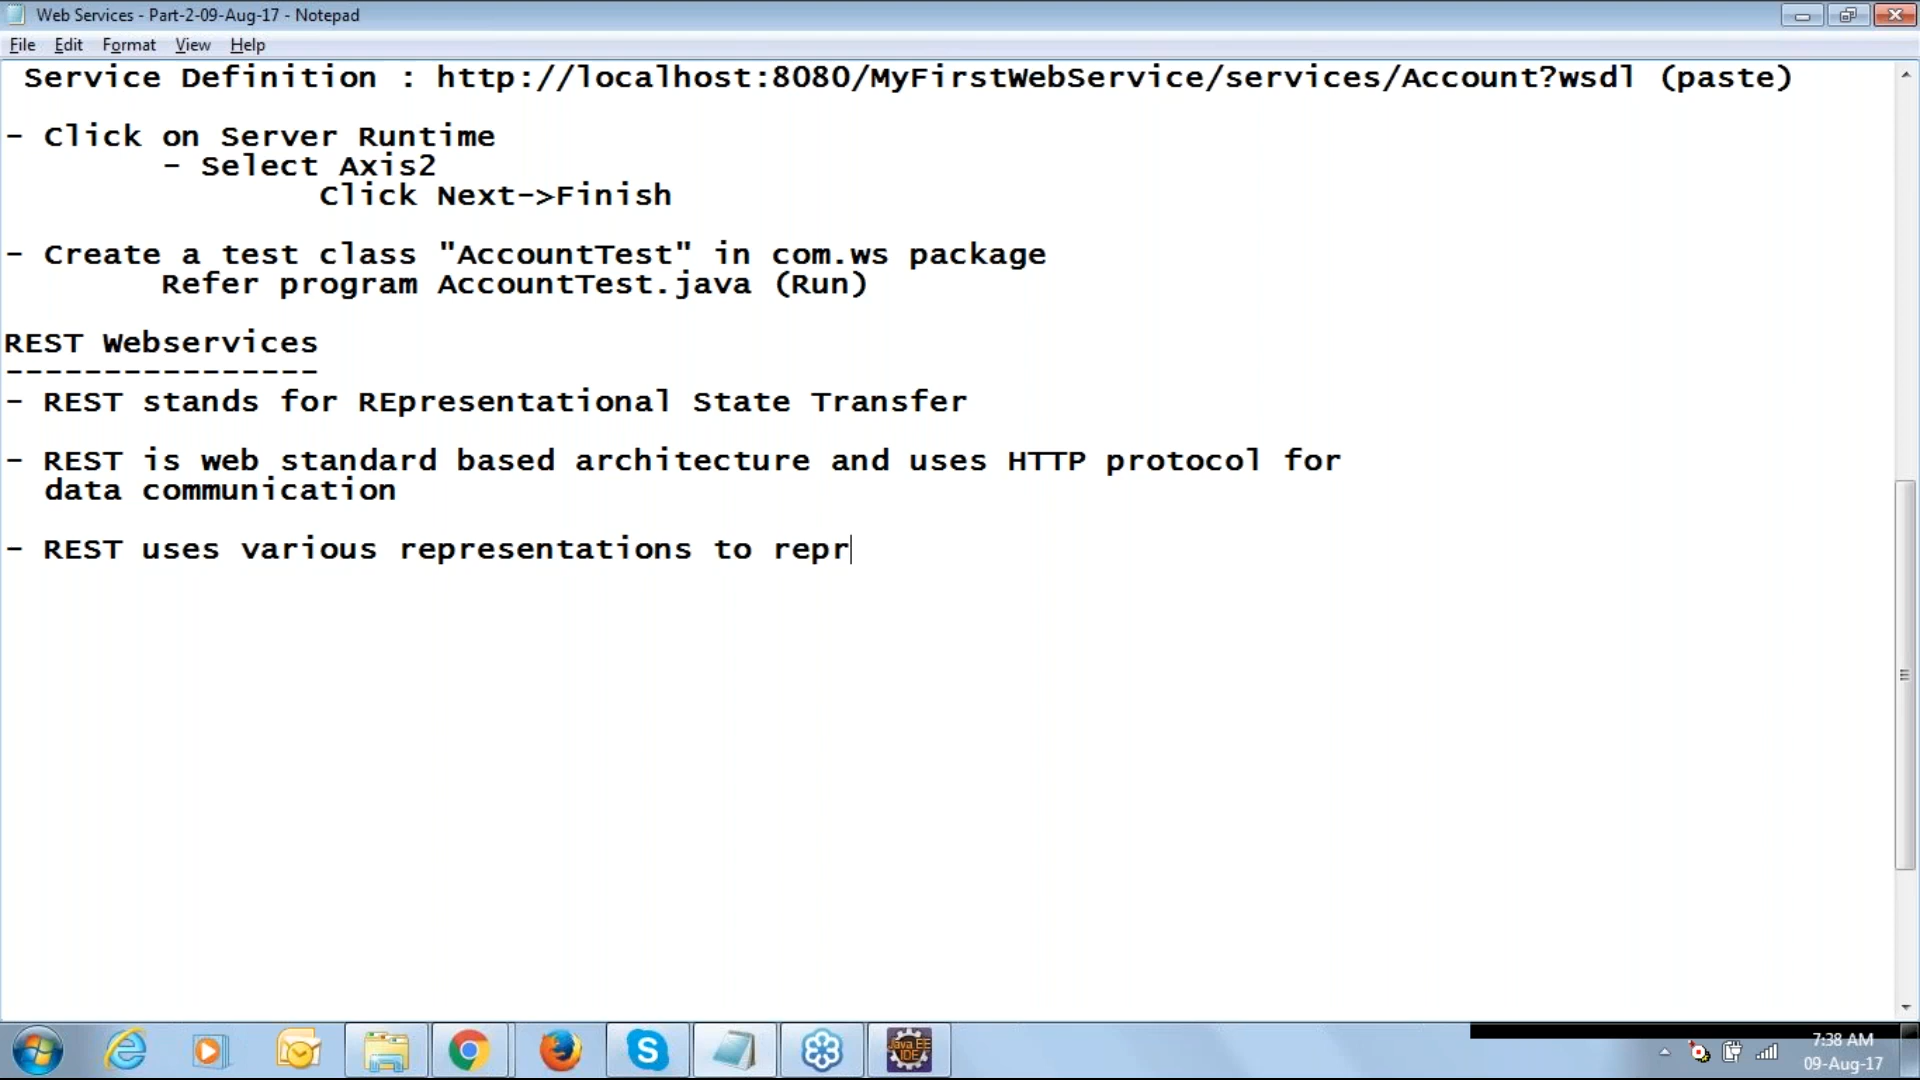 Web Services - Part-2-09-Aug-17 - Notepad
File Edit Format View Help
Service Definition : http://localhost:8080/MyFirstWebService/services/Account?wsdl (paste)
- Click on Server Runtime
- Select Axis2
Click Next->Finish
- Create a test class "AccountTest" in com.ws package
Refer program AccountTest.java (Run)
REST Webservices
----------------
- REST stands for REpresentational State Transfer
- REST is web standard based architecture and uses HTTP protocol for
data communication
- REST uses various representations to repr
Java EE
IDE
7:38 AM
09-Aug-17